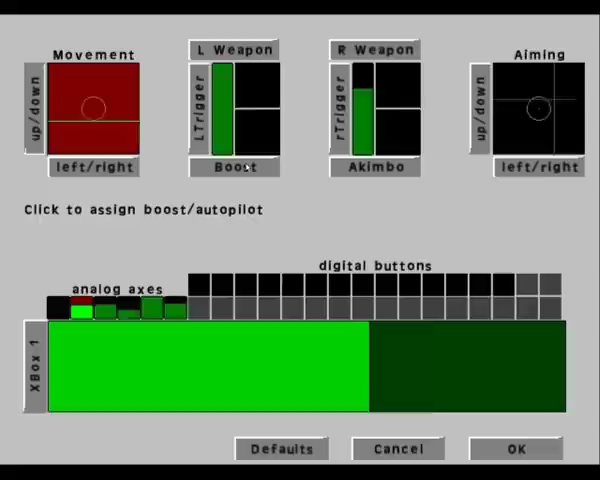 Movement
L Weapon
R Weapon
Aiming
up/down
LTrigger
rTrigger
up/down
left/right
Boost
Akimbo
left/right
Click to assign boost/autopilot
digital buttons
analog axes
XBox 1
Defaults
Cancel
OK